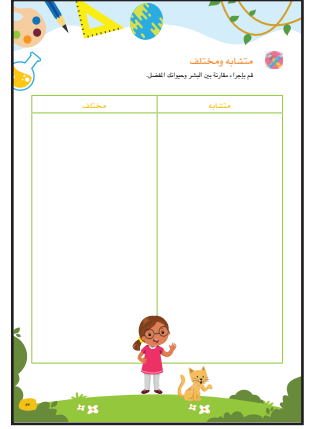 متشابه ومختلف
قم بإجراء مقارنة بين البشر وحيوانك المفضل.
متشابه
مختلف